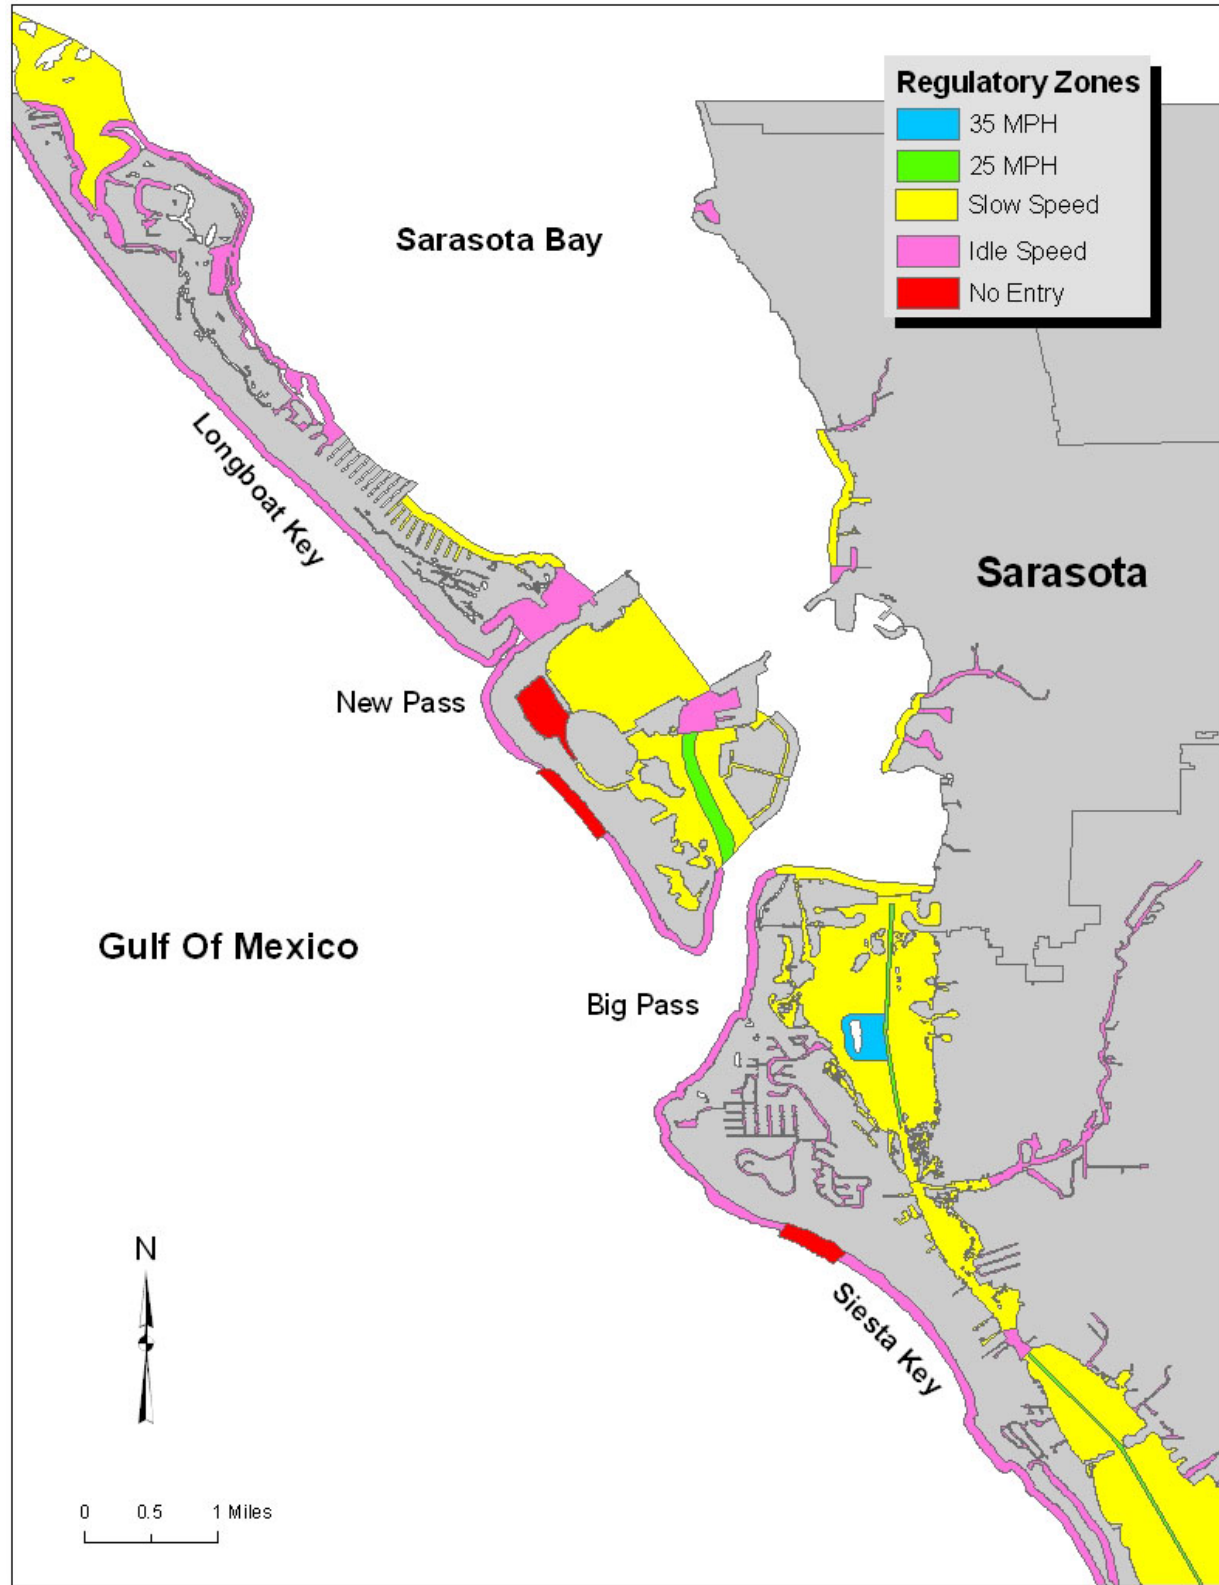 Regulatory Zones
35 MPH
25 MPH
Slow Speed
Idle Speed
No Entry
Sarasota Bay
Longboat Key
Sarasota
New Pass
Gulf Of Mexico
Big Pass
N
Siesta Key
0 0.5 1 Miles